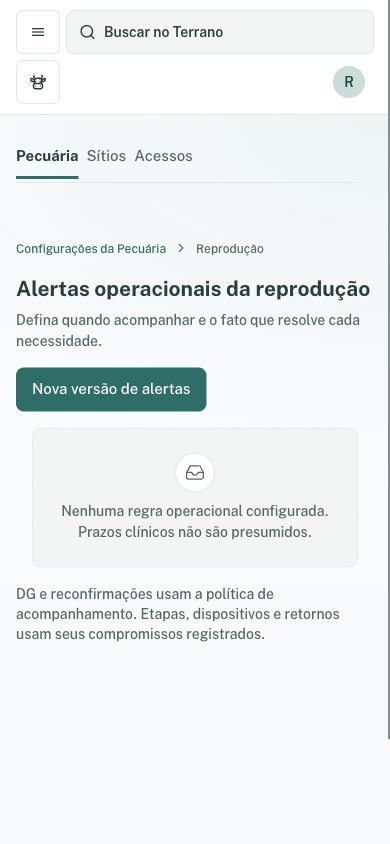 Buscar no Terrano
R
Pecuária Sítios Acessos
Configurações da Pecuária > Reprodução
Alertas operacionais da reprodução
Defina quando acompanhar e o fato que resolve cada
necessidade.
Nova versão de alertas
Nenhuma regra operacional configurada.
Prazos clínicos não são presumidos.
DG e reconfirmações usam a política de
acompanhamento. Etapas, dispositivos e retornos
usam seus compromissos registrados.